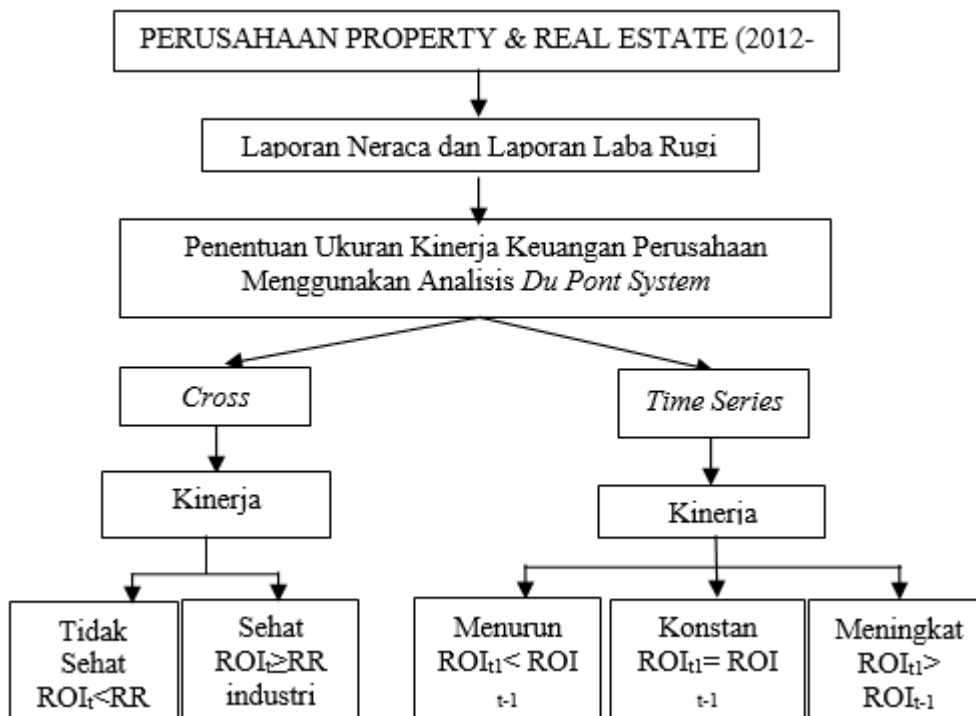 PERUSAHAAN PROPERTY & REAL ESTATE (2012-
Laporan Neraca dan Laporan Laba Rugi
Penentuan Ukuran Kinerja Keuangan Perusahaan
Menggunakan Analisis Du Pont System
Cross
Time Series
Kinerja
Kinerja
Tidak
Sehat
ROIt<RR
Sehat
ROIt≥RR
industri
Menurun
ROIt1< ROI
t-1
Konstan
ROIt1= ROI
t-1
Meningkat
ROIt1>
ROIt-1